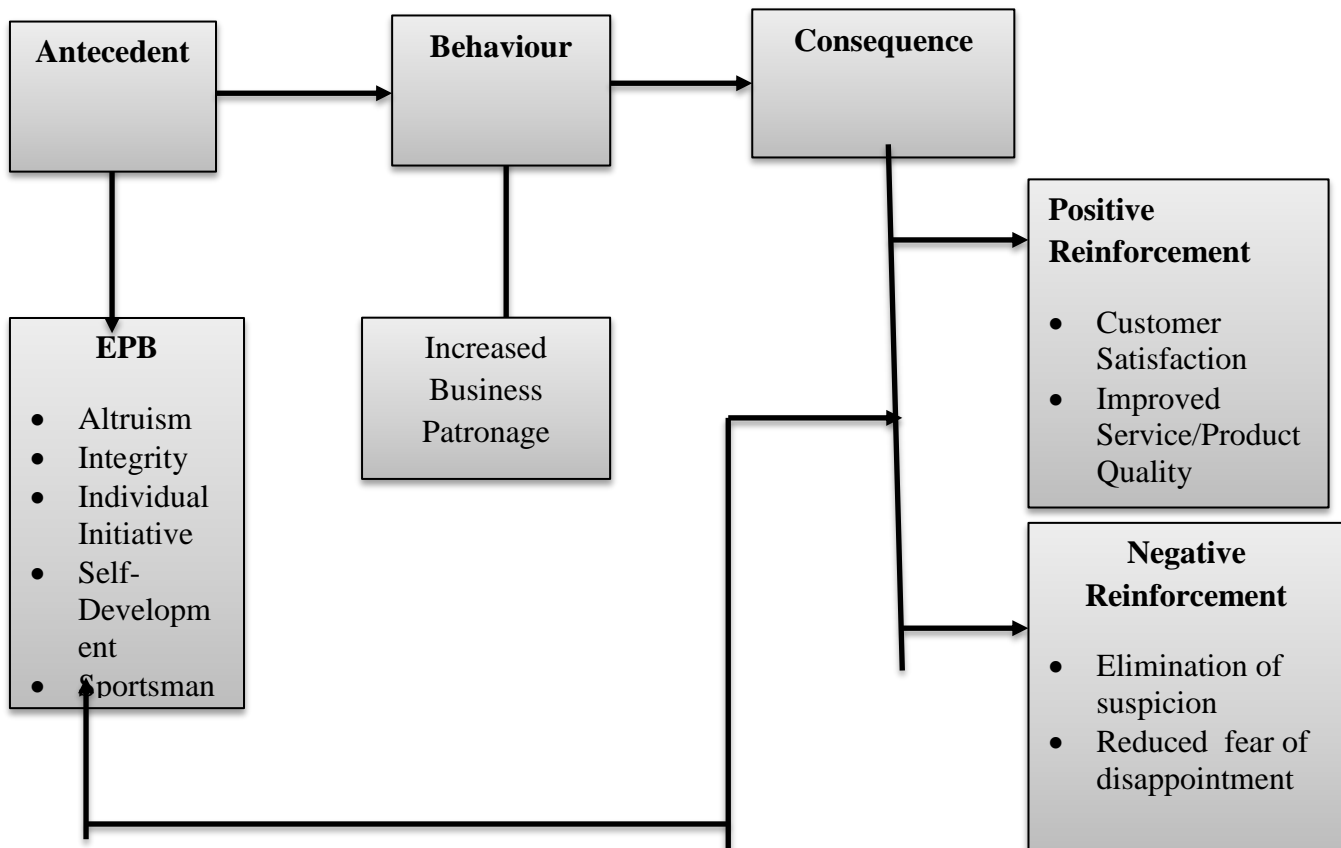 Antecedent
Behaviour
Consequence
EPB
• Altruism
• Integrity
• Individual
Initiative
• Self-
Developm
ent
• Sportsman
Increased
Business
Patronage
Positive
Reinforcement
• Customer
Satisfaction
• Improved
Service/Product
Quality
Negative
Reinforcement
• Elimination of
suspicion
• Reduced fear of
disappointment